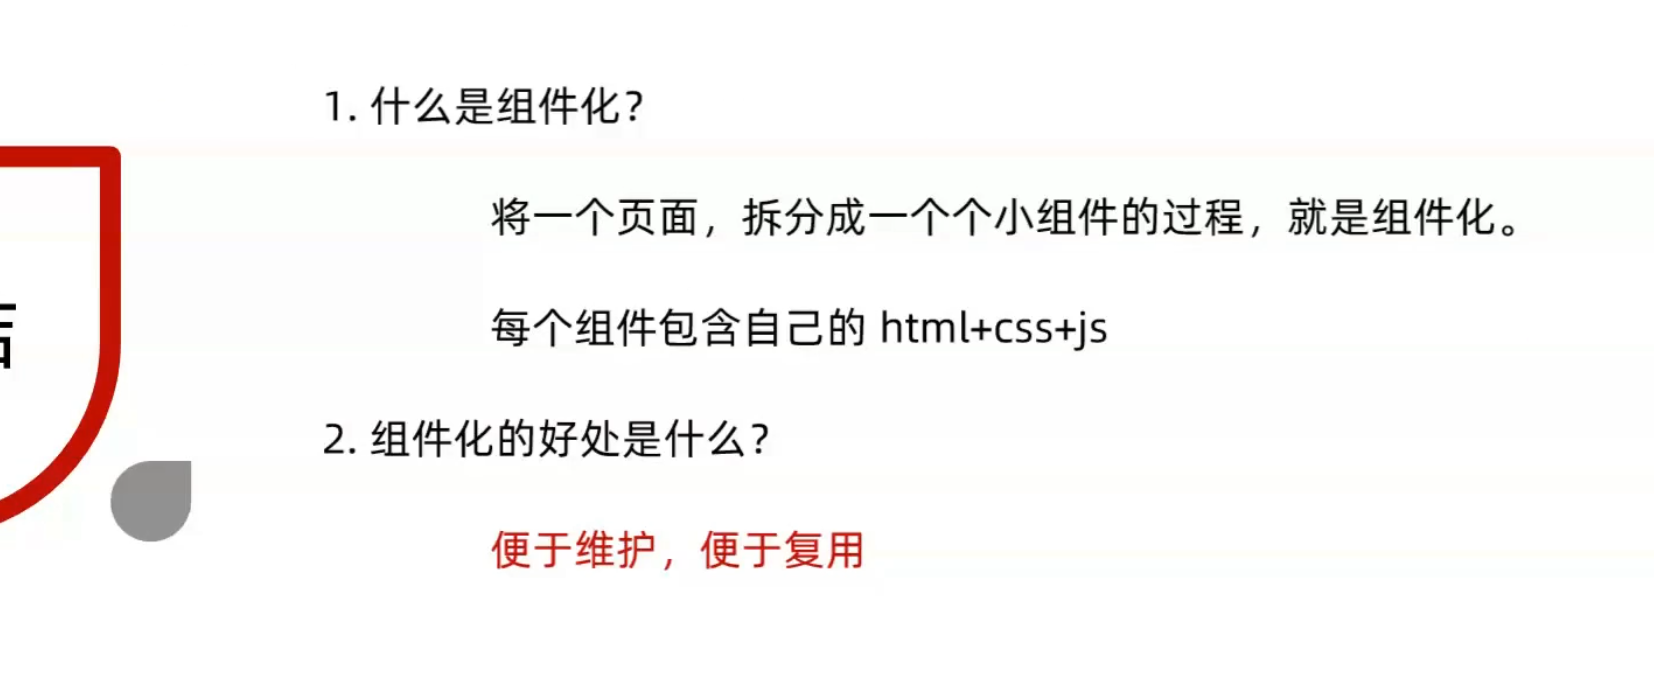 1. 什么是组件化？
将一个页面，拆分成一个个小组件的过程，就是组件化。
每个组件包含自己的 html+css+js
2. 组件化的好处是什么？
便于维护，便于复用